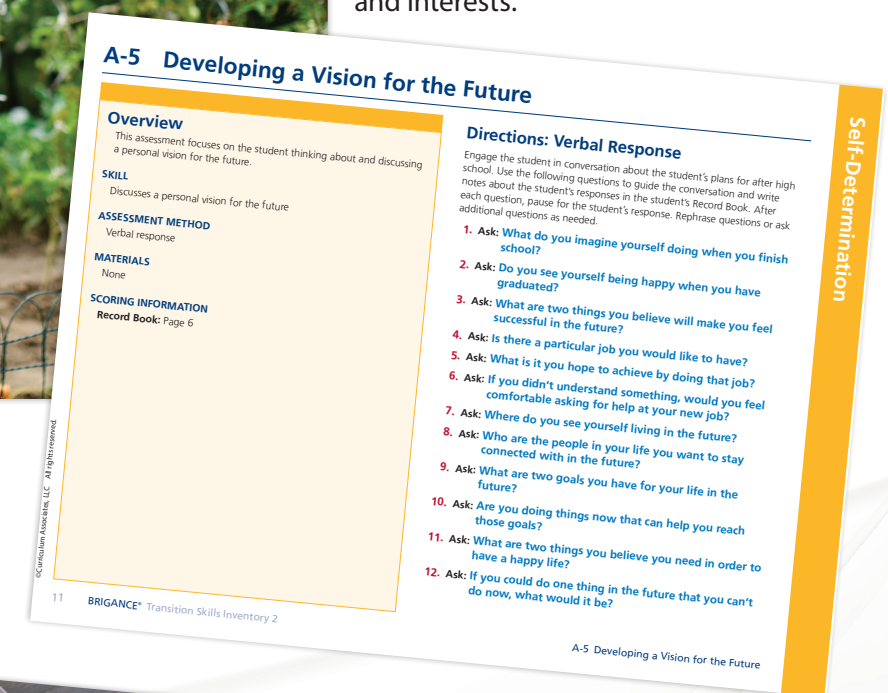 and interests.
A-5 Developing a Vision for the Future
Overview
This assessment focuses on the student thinking about and discussing
a personal vision for the future.
SKILL
Discusses a personal vision for the future
ASSESSMENT METHOD
Verbal response
MATERIALS
None
SCORING INFORMATION
Record Book: Page 6
Directions: Verbal Response
Engage the student in conversation about the student's plans for after high
school. Use the following questions to guide the conversation and write
notes about the student's responses in the student's Record Book. After
each question, pause for the student's response. Rephrase questions or ask
additional questions as needed.
1. Ask: What do you imagine yourself doing when you finish
school?
2. Ask: Do you see yourself being happy when you have
graduated?
3. Ask: What are two things you believe will make you feel
successful in the future?
4. Ask: Is there a particular job you would like to have?
5. Ask: What is it you hope to achieve by doing that job?
6. Ask: If you didn't understand something, would you feel
comfortable asking for help at your new job?
7. Ask: Where do you see yourself living in the future?
8. Ask: Who are the people in your life you want to stay
connected with in the future?
9. Ask: What are two goals you have for your life in the
future?
10. Ask: Are you doing things now that can help you reach
those goals?
11. Ask: What are two things you believe you need in order to
have a happy life?
12. Ask: If you could do one thing in the future that you can't
do now, what would it be?
Self-Determination
©Curriculum Associates, LLC All rights reserved.
11 BRIGANCE® Transition Skills Inventory 2
A-5 Developing a Vision for the Future